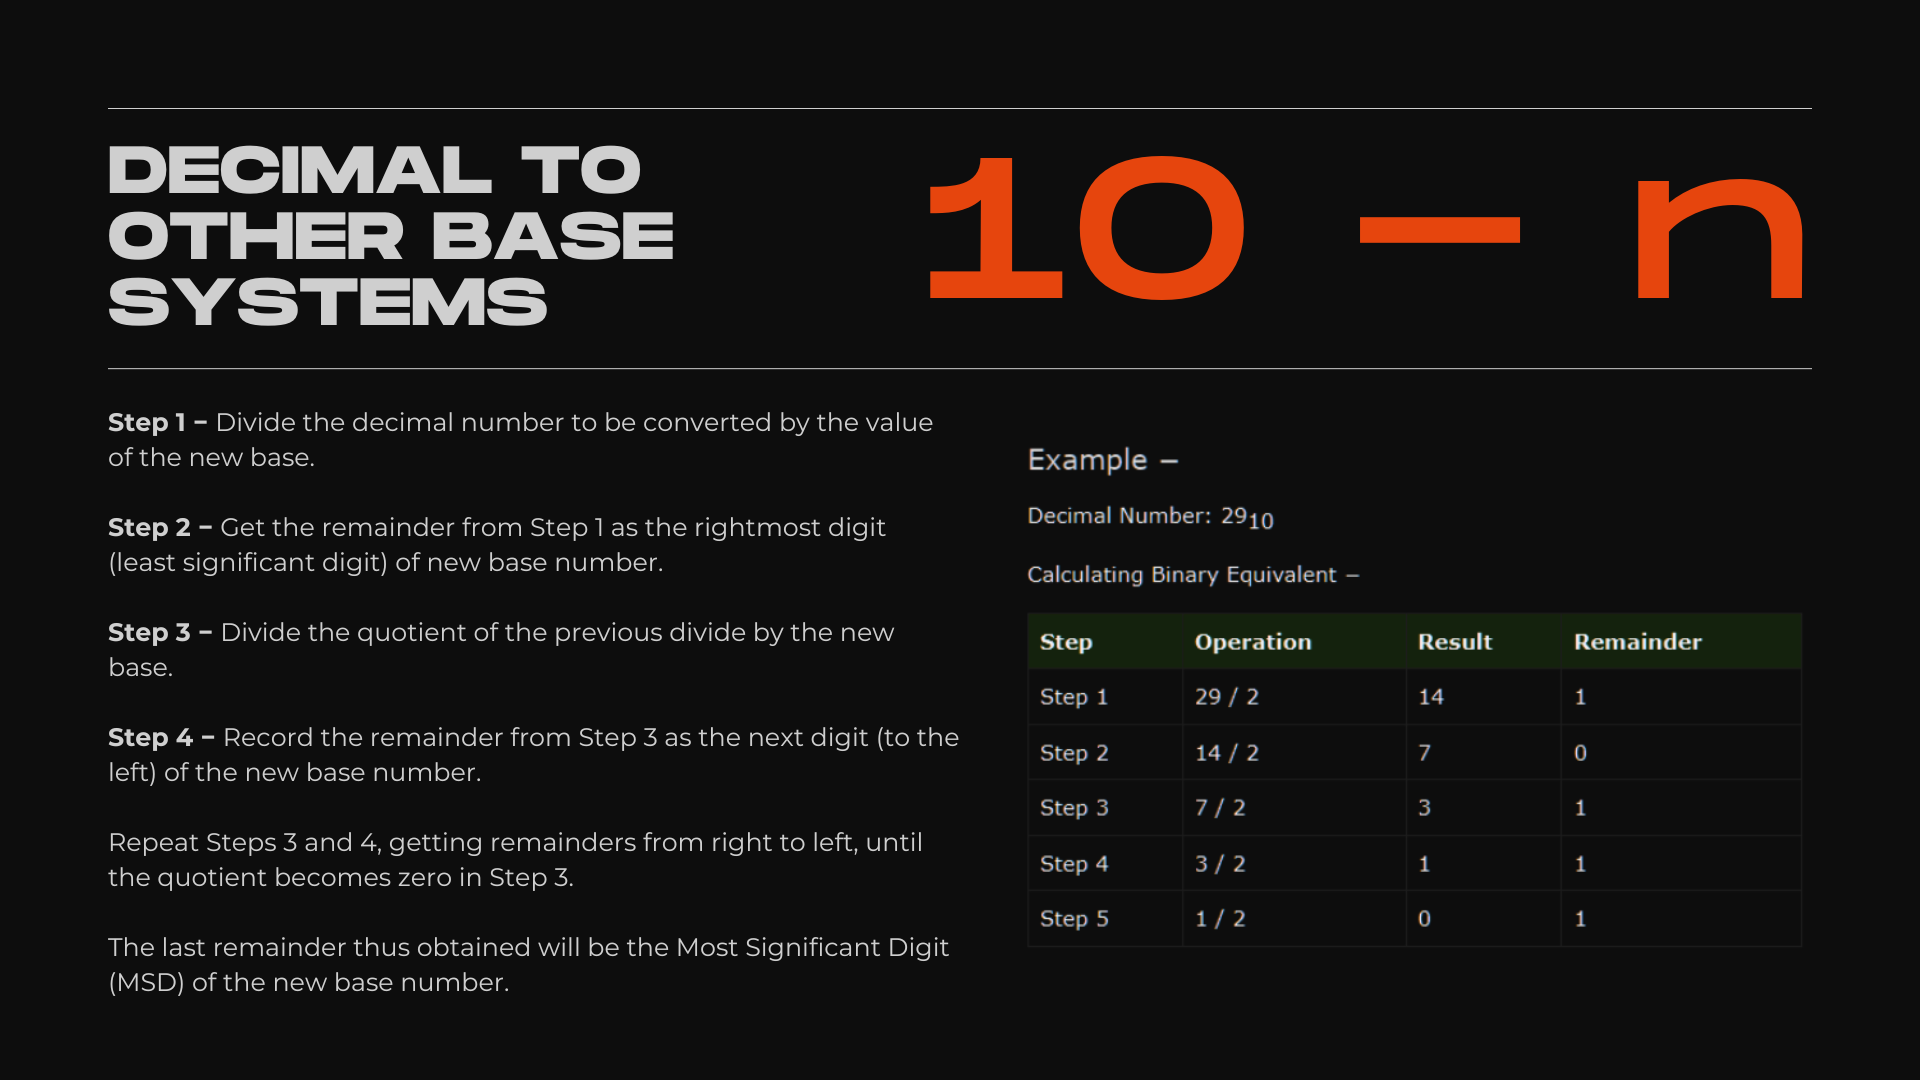 DECIMAL TO
OTHER BASE
SYSTEMS
10 – n
Step 1 – Divide the decimal number to be converted by the value
of the new base.
Step 2 – Get the remainder from Step 1 as the rightmost digit
(least significant digit) of new base number.
Step 3 – Divide the quotient of the previous divide by the new
base.
Step 4 – Record the remainder from Step 3 as the next digit (to the
left) of the new base number.
Repeat Steps 3 and 4, getting remainders from right to left, until
the quotient becomes zero in Step 3.
The last remainder thus obtained will be the Most Significant Digit
(MSD) of the new base number.
Example –
Decimal Number: 29₁₀
Calculating Binary Equivalent –
Step Operation Result Remainder
Step 1 29 / 2 14 1
Step 2 14 / 2 7 0
Step 3 7 / 2 3 1
Step 4 3 / 2 1 1
Step 5 1 / 2 0 1